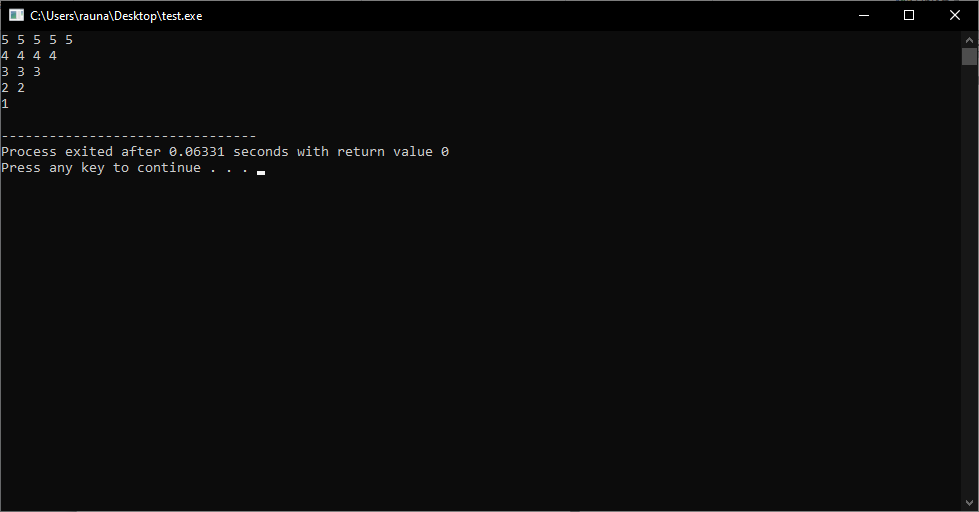 C:\Users\rauna\Desktop\test.exe
5 5 5 5 5
4 4 4 4
3 3 3
2 2
1
--------------------------------
Process exited after 0.06331 seconds with return value 0
Press any key to continue . . .